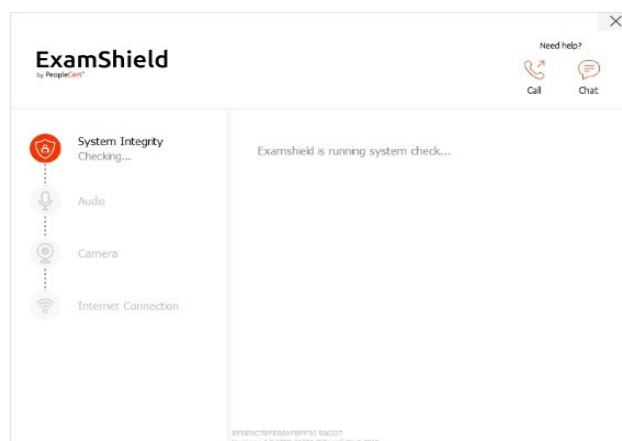 Need help?
ExamShield
by PeopleCert
Call
Chat
System Integrity
Checking...
Examshield is running system check...
Audio
Camera
Internet Connection